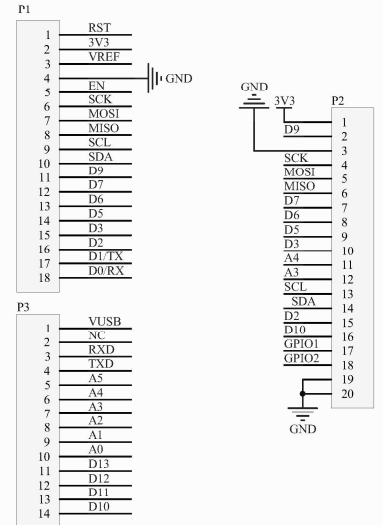 P1
1 RST
2 3V3
3 VREF
4 GND
5 EN
6 SCK
7 MOSI
8 MISO
9 SCL
10 SDA
11 D9
12 D7
13 D6
14 D5
15 D3
16 D2
17 D1/TX
18 D0/RX
P3
1 VUSB
2 NC
3 RXD
4 TXD
5 A5
6 A4
7 A3
8 A2
9 A1
10 A0
11 D13
12 D12
13 D11
14 D10
GND
3V3 P2
1
D9 2
3
SCK 4
MOSI 5
MISO 6
D7 7
D6 8
D5 9
D3 10
A4 11
A3 12
SCL 13
SDA 14
D2 15
D10 16
GPIO1 17
GPIO2 18
19
20
GND